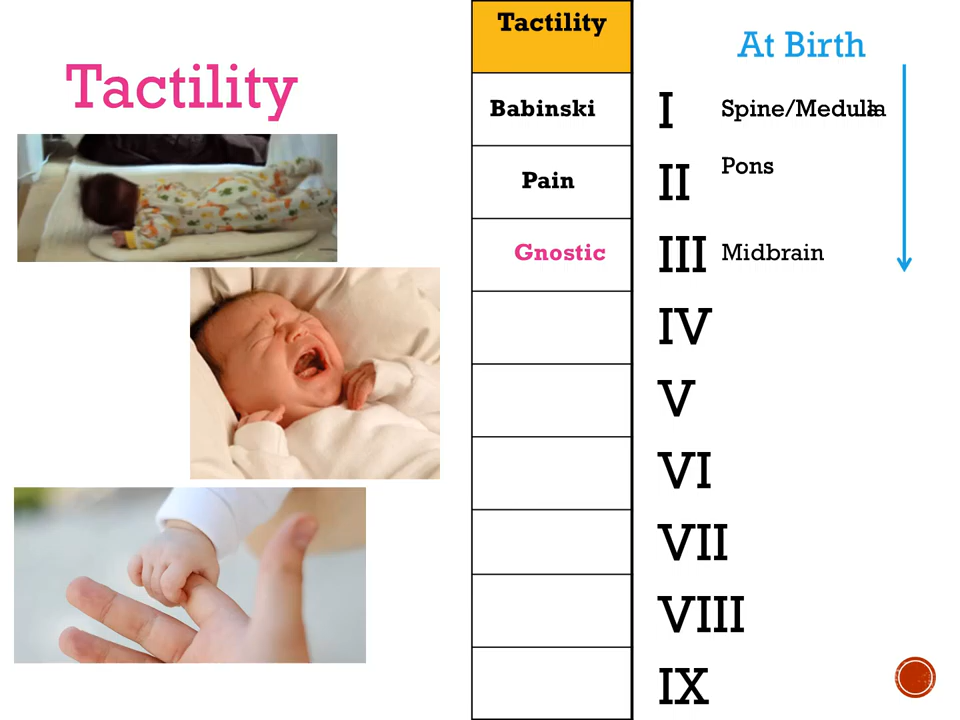 Tactility
Tactility
At Birth
Babinski
I
Spine/Medulla
Pain
II
Pons
Gnostic
III
Midbrain
IV
V
VI
VII
VIII
IX